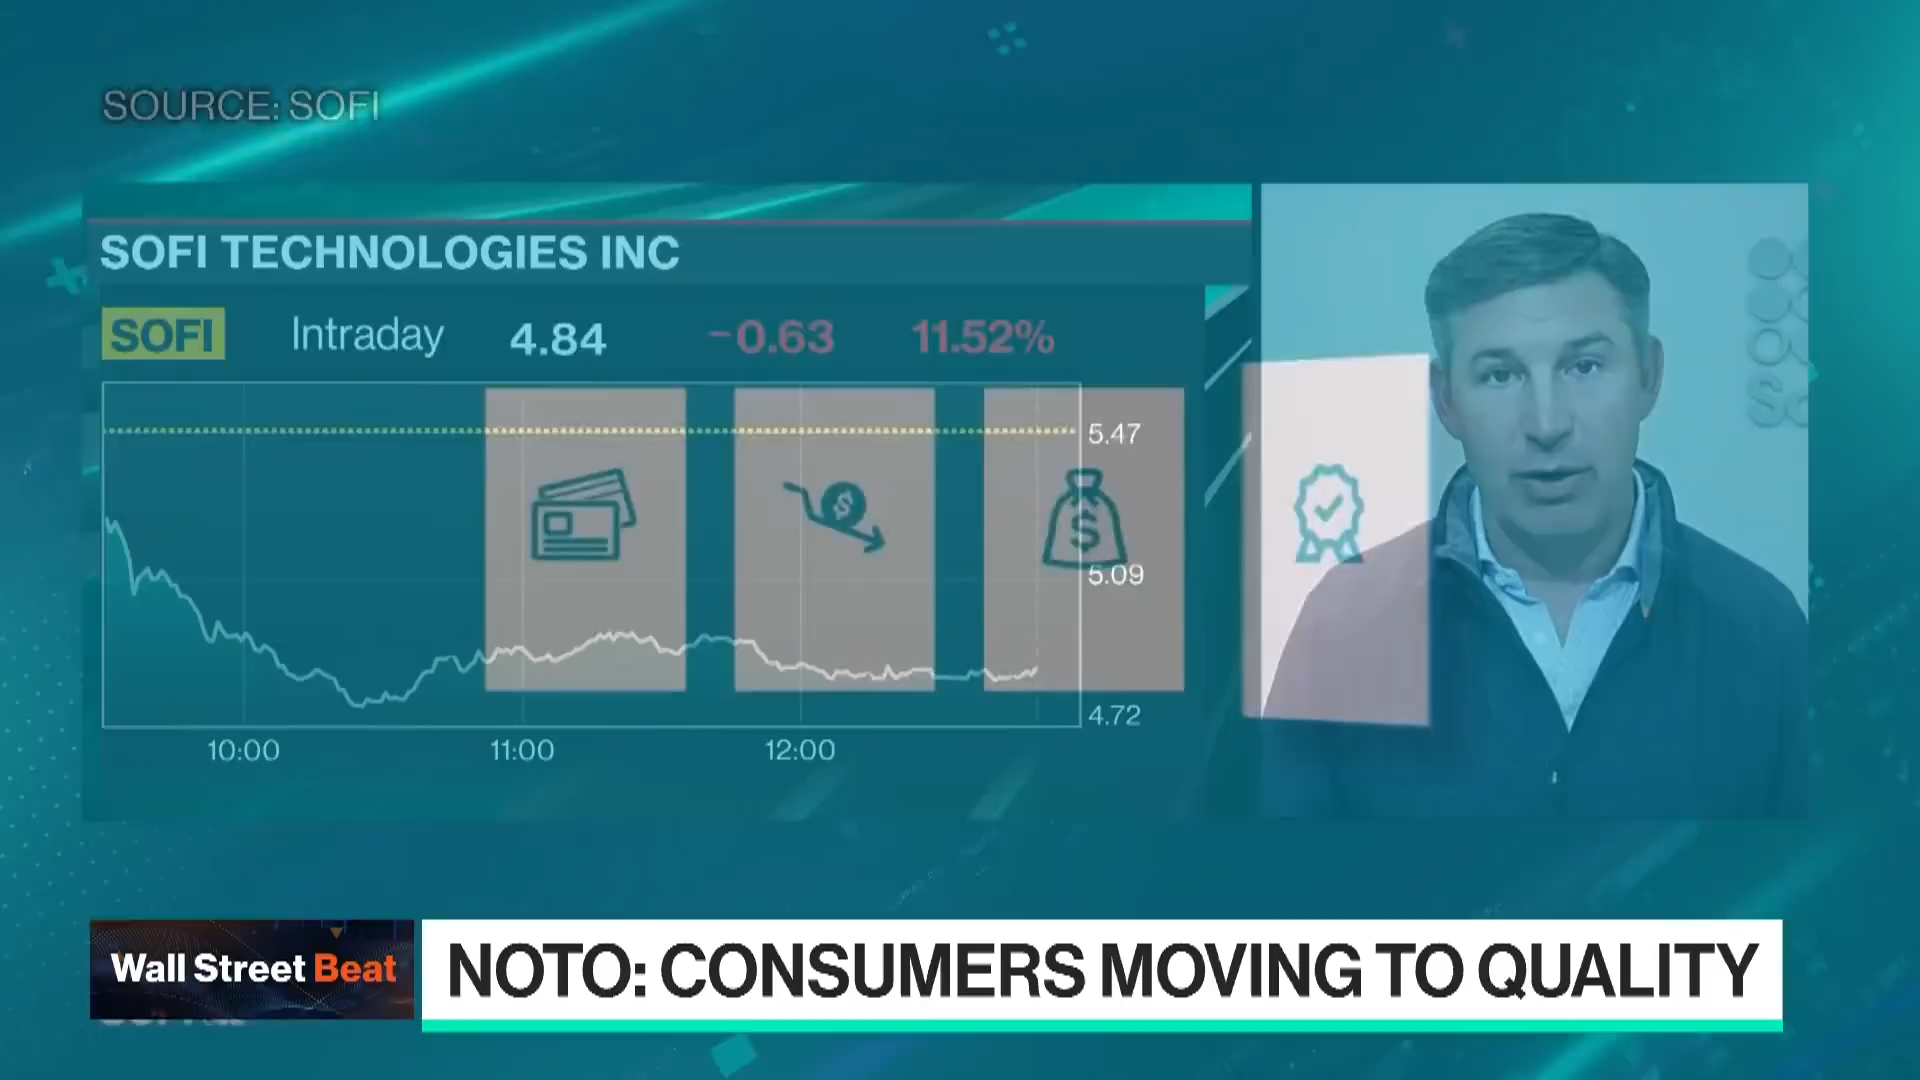 SOURCE: SOFI
SOFI TECHNOLOGIES INC
SOFI Intraday 4.84 -0.63 11.52%
5.47
5.09
4.72
10:00 11:00 12:00
Wall Street Beat
NOTO: CONSUMERS MOVING TO QUALITY